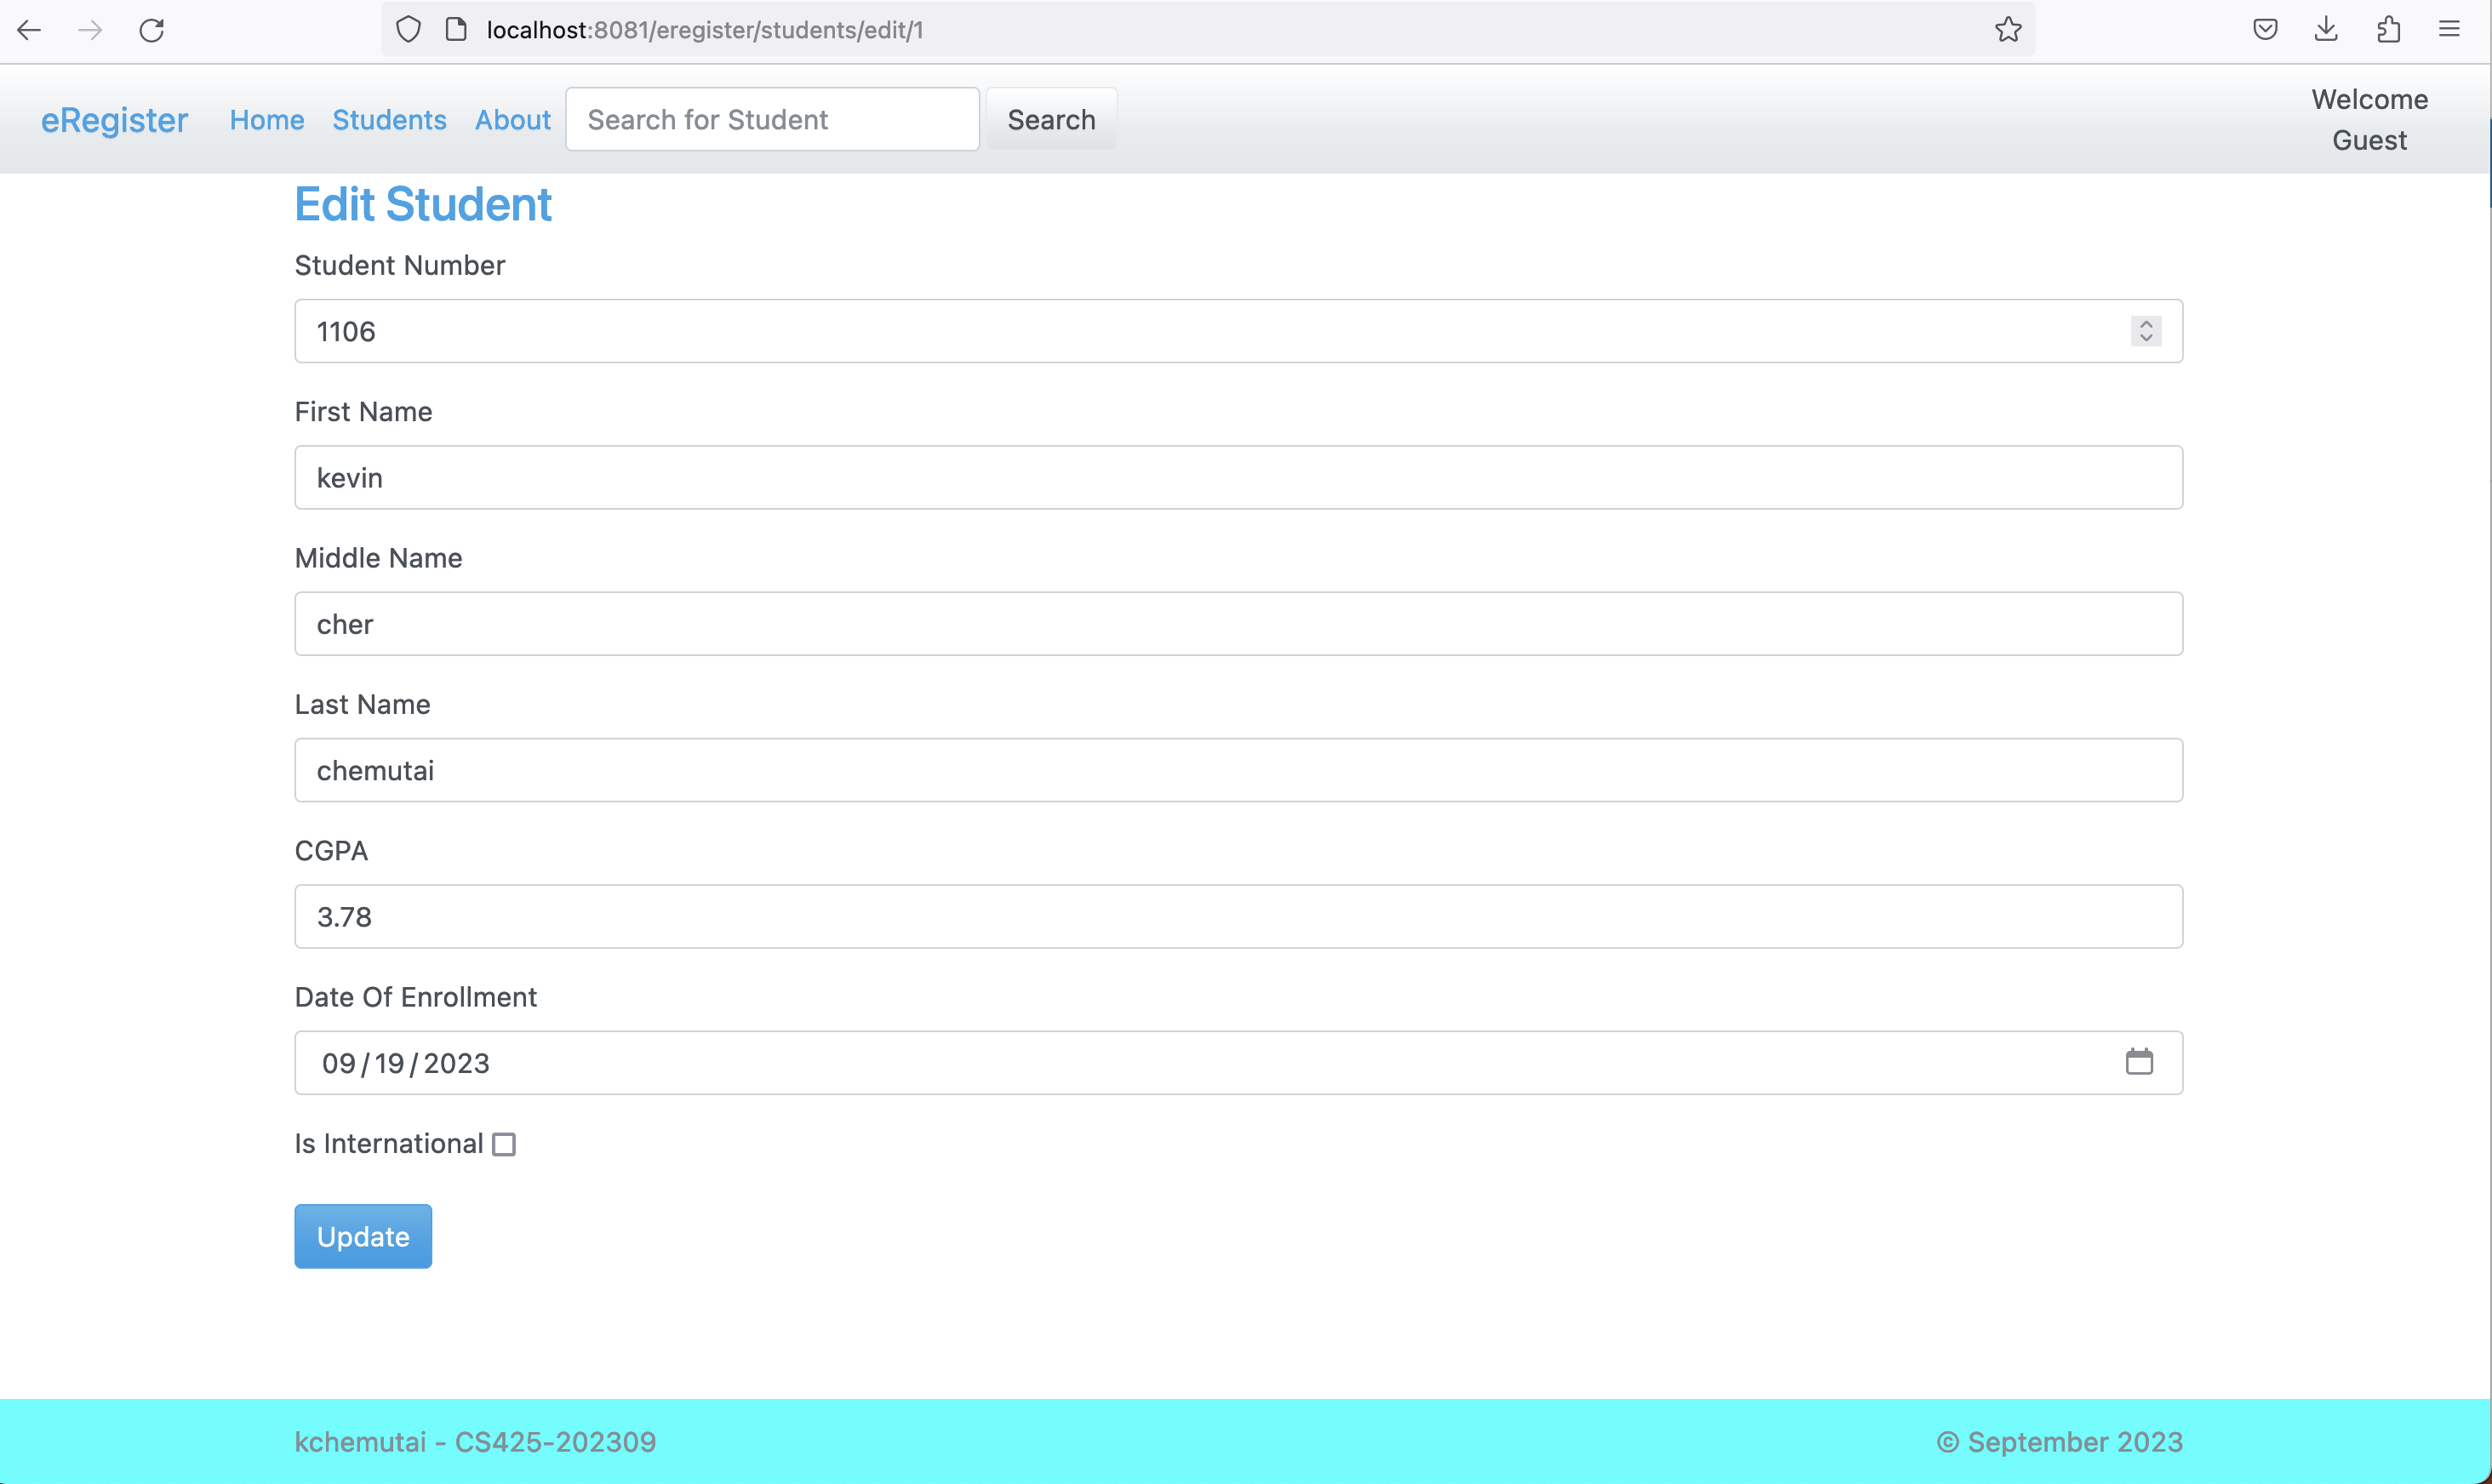 localhost:8081/eregister/students/edit/1
eRegister Home Students About Search for Student Search
Welcome
Guest
Edit Student
Student Number
1106
First Name
kevin
Middle Name
cher
Last Name
chemutai
CGPA
3.78
Date Of Enrollment
09/19/2023
Is International
Update
kchemutai - CS425-202309
© September 2023